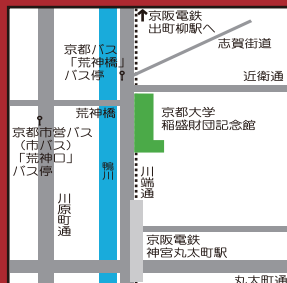 京阪電鉄
出町柳駅へ
志賀街道
京都バス
「荒神橋」
バス停
近衛通
荒神橋
京都大学
稲盛財団記念館
京都市営バス
(市バス)
「荒神口」
バス停
鴨川
川端通
川原町通
京阪電鉄
神宮丸太町駅
丸太町通